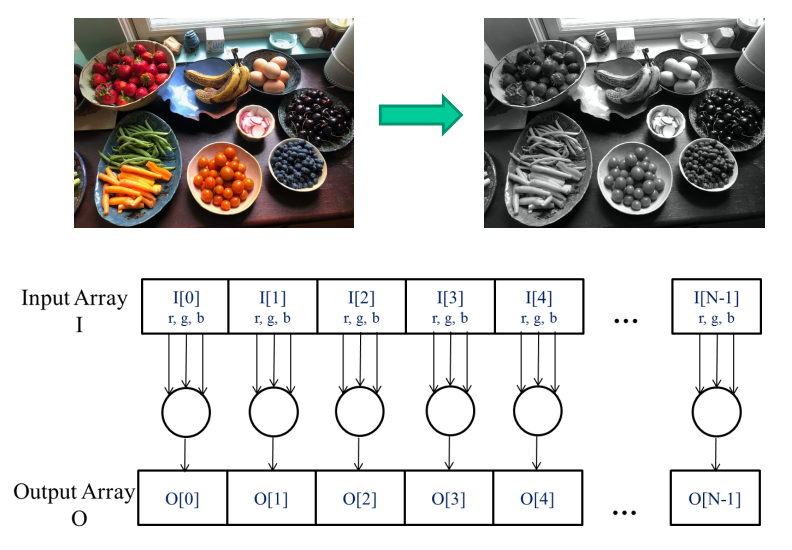 Input Array
I
I[0]
r, g, b
I[1]
r, g, b
I[2]
r, g, b
I[3]
r, g, b
I[4]
r, g, b
...
I[N-1]
r, g, b
Output Array
O
O[0]
O[1]
O[2]
O[3]
O[4]
...
O[N-1]